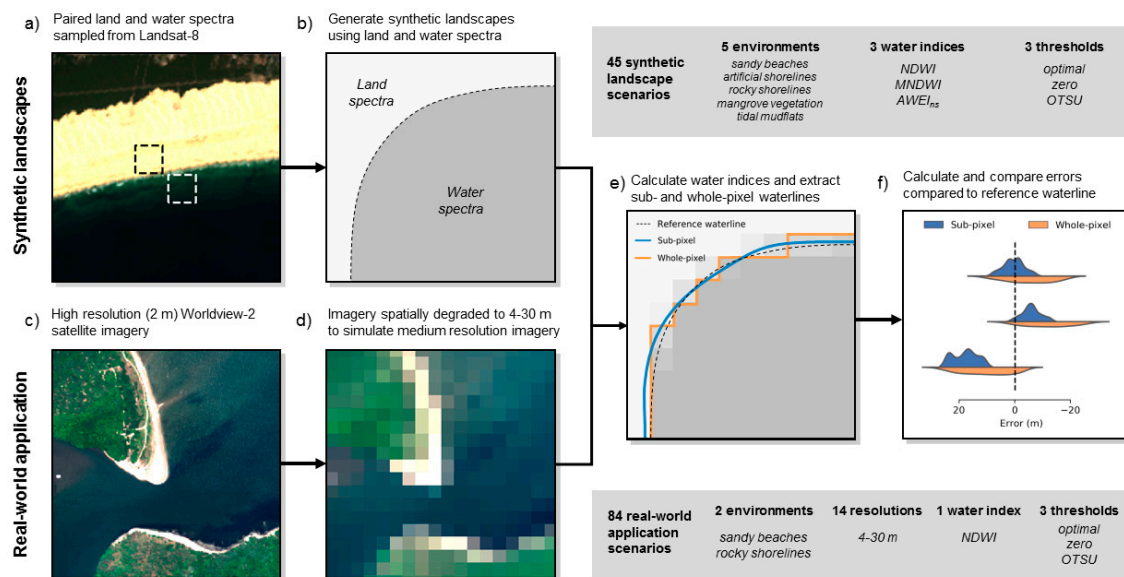 a) Paired land and water spectra
sampled from Landsat-8
b) Generate synthetic landscapes
using land and water spectra
Synthetic landscapes
Land
spectra
Water
spectra
45 synthetic
landscape
scenarios
5 environments
sandy beaches
artificial shorelines
rocky shorelines
mangrove vegetation
tidal mudflats
3 water indices
NDWI
MNDWI
AWEIns
3 thresholds
optimal
zero
OTSU
e) Calculate water indices and extract
sub- and whole-pixel waterlines
Reference waterline
Sub-pixel
Whole-pixel
f) Calculate and compare errors
compared to reference waterline
Sub-pixel
Whole-pixel
20 0 −20
Error (m)
c) High resolution (2 m) Worldview-2
satellite imagery
d) Imagery spatially degraded to 4-30 m
to simulate medium resolution imagery
Real-world application
84 real-world
application
scenarios
2 environments
sandy beaches
rocky shorelines
14 resolutions
4-30 m
1 water index
NDWI
3 thresholds
optimal
zero
OTSU